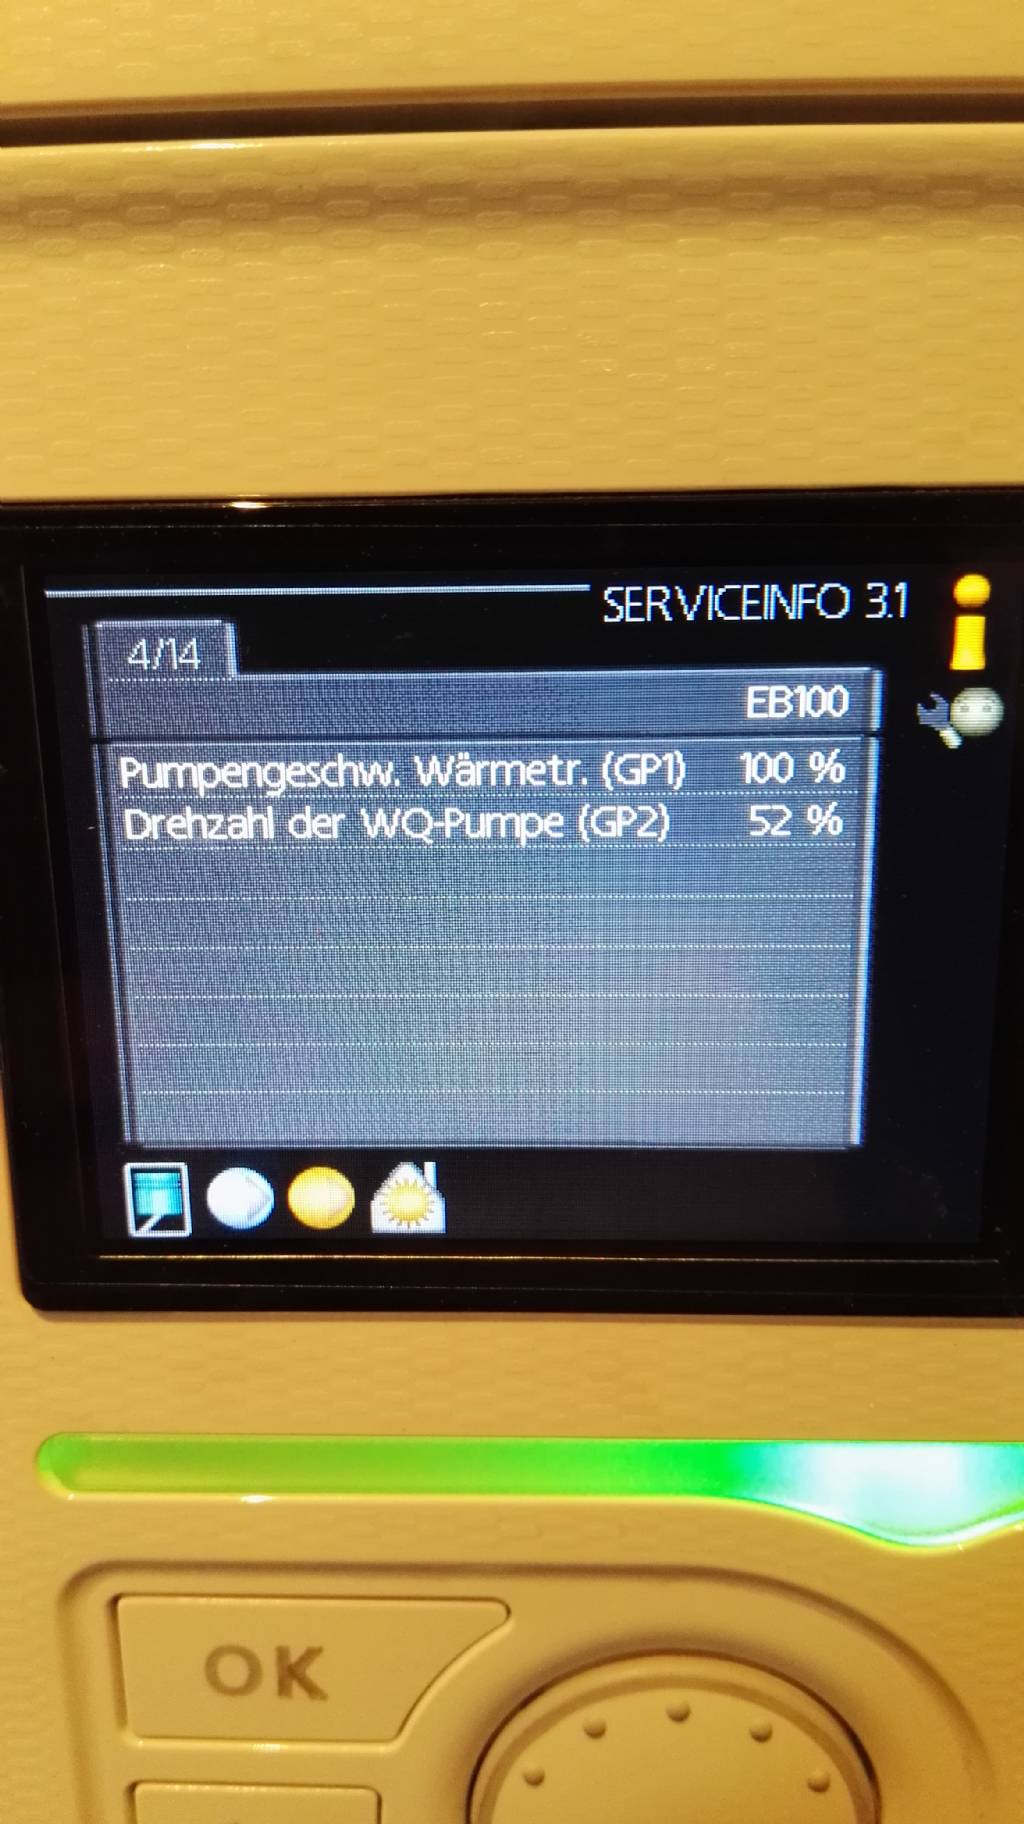 SERVICEINFO 3.1
4/14
EB100
Pumpengeschw. Wärmetr. (GP1) 100 %
Drehzahl der WQ-Pumpe (GP2) 52 %
OK